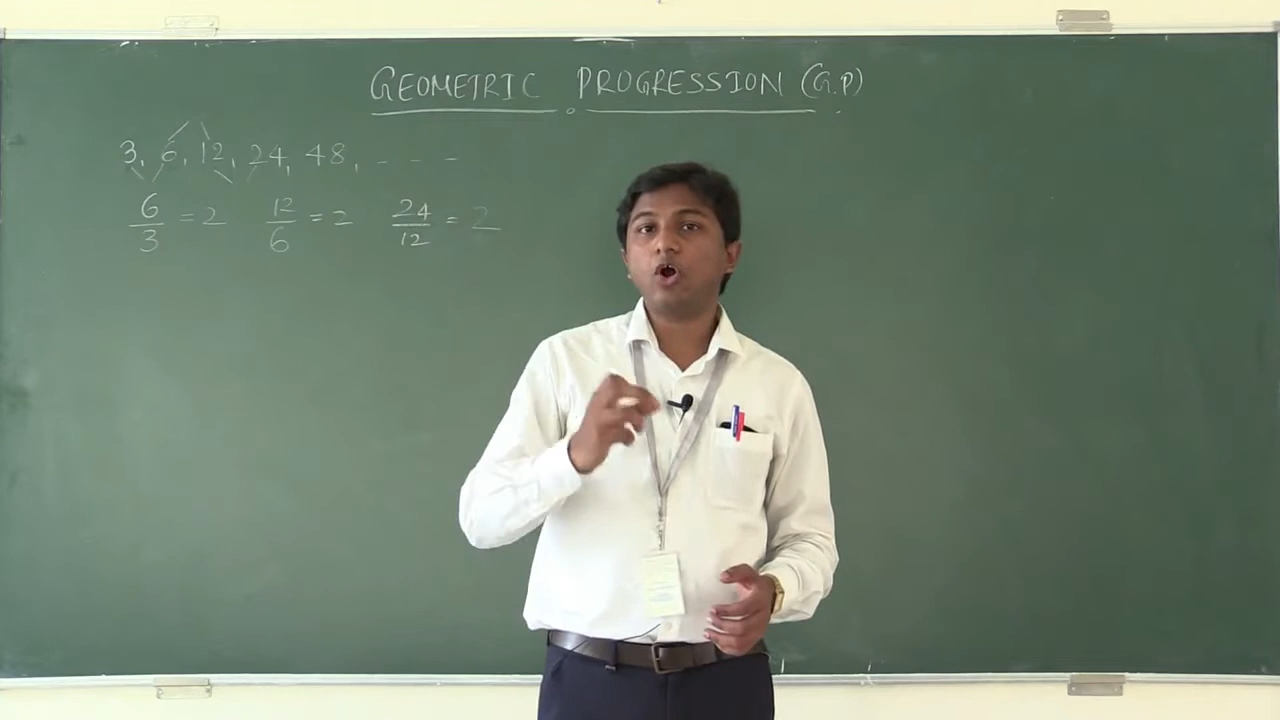 GEOMETRIC PROGRESSION (G.P)
3, 6, 12, 24, 48, - - -
6/3 = 2 12/6 = 2 24/12 = 2